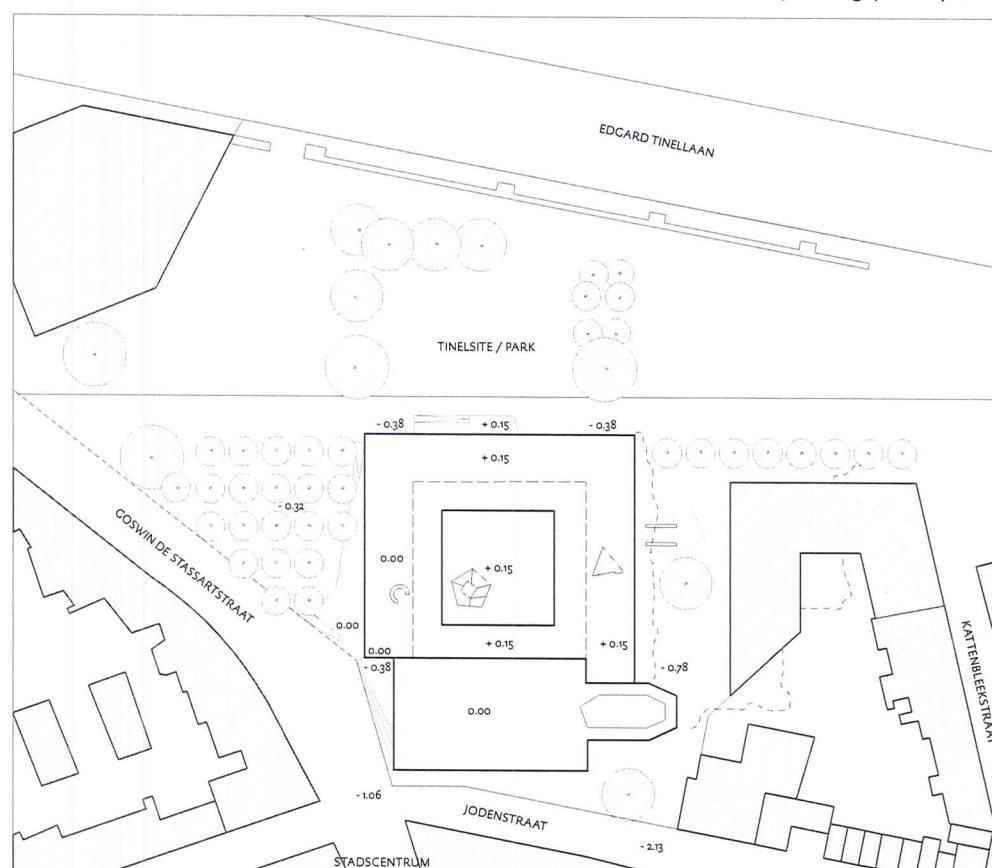 EDGARD TINELLAAN
TINELSITE / PARK
- 0.38
+ 0.15
- 0.38
+ 0.15
- 0.32
GOSWIN DE STASSARTSTRAAT
0.00
+ 0.15
0.00
0.00
+ 0.15
+ 0.15
- 0.38
- 0.78
KATTENBLEEKSTRAAT
0.00
- 1.06
JODENSTRAAT
- 2.13
STADSCENTRUM